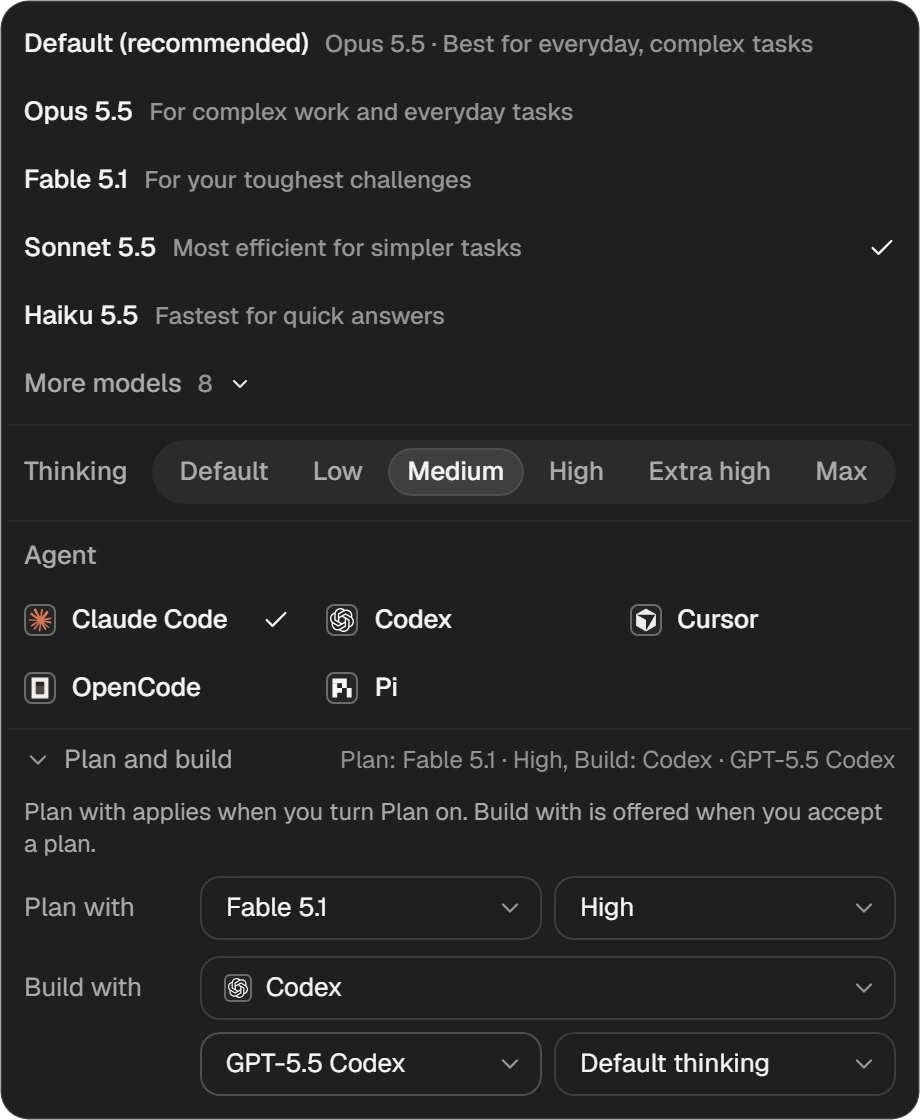 Default (recommended) Opus 5.5 · Best for everyday, complex tasks
Opus 5.5 For complex work and everyday tasks
Fable 5.1 For your toughest challenges
Sonnet 5.5 Most efficient for simpler tasks
Haiku 5.5 Fastest for quick answers
More models 8
Thinking Default Low Medium High Extra high Max
Agent
Claude Code Codex Cursor
OpenCode Pi
Plan and build Plan: Fable 5.1 · High, Build: Codex · GPT-5.5 Codex
Plan with applies when you turn Plan on. Build with is offered when you accept
a plan.
Plan with Fable 5.1 High
Build with Codex
GPT-5.5 Codex Default thinking